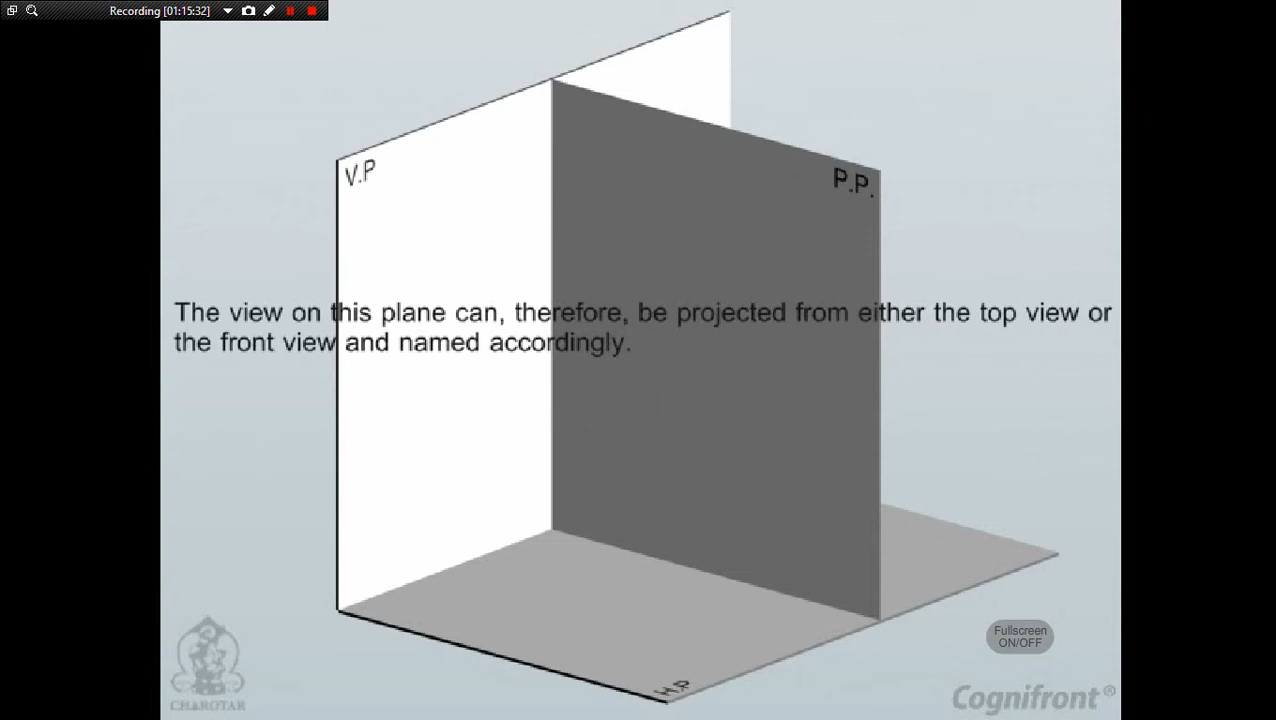 Recording [01:15:32]
V.P
P.P.
The view on this plane can, therefore, be projected from either the top view or
the front view and named accordingly.
Fullscreen
ON/OFF
H.P
CHAROTAR
Cognifront®